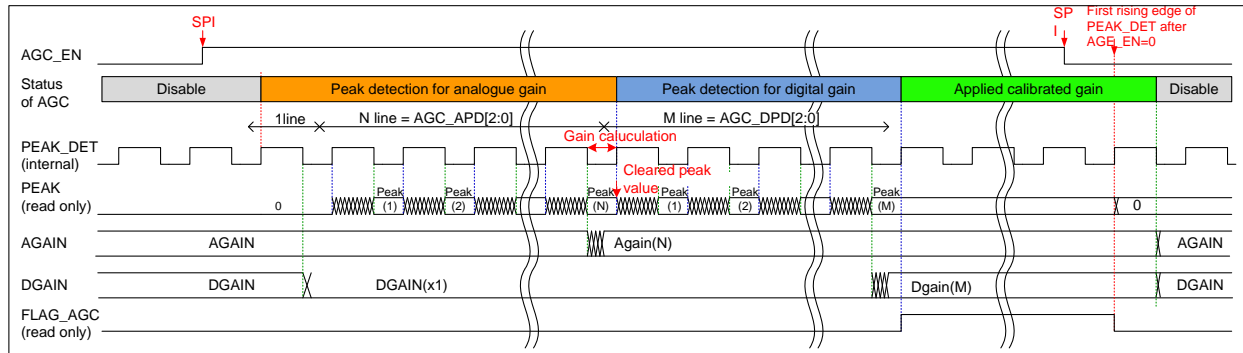 SPI
SP
I
First rising edge of
PEAK_DET after
AGE_EN=0
AGC_EN
Status
of AGC
Disable
Peak detection for analogue gain
Peak detection for digital gain
Applied calibrated gain
Disable
1line
N line = AGC_APD[2:0]
M line = AGC_DPD[2:0]
Gain caluculation
PEAK_DET
(internal)
Cleared peak
value
PEAK
(read only)
0
Peak
(1)
Peak
(2)
Peak
(N)
Peak
(1)
Peak
(2)
Peak
(M)
0
AGAIN
AGAIN
Again(N)
AGAIN
DGAIN
DGAIN
DGAIN(x1)
Dgain(M)
DGAIN
FLAG_AGC
(read only)